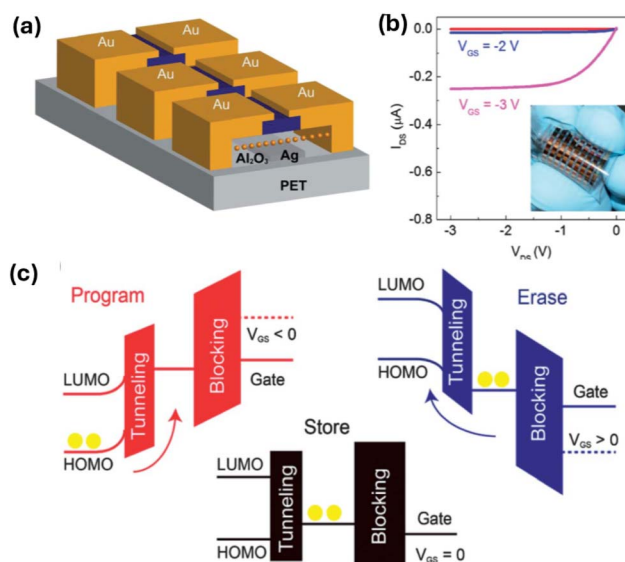 (a)
Au
Au
Au
Au
Au
Au
Al₂O₃
Ag
PET
(b)
0.0
-0.2
-0.4
-0.6
-0.8
I_DS (μA)
V_GS = -2 V
V_GS = -3 V
-3
-2
-1
0
V_DS (V)
(c)
Program
LUMO
HOMO
Tunneling
Blocking
V_GS < 0
Gate
Store
LUMO
HOMO
Tunneling
Blocking
Gate
V_GS = 0
Erase
LUMO
HOMO
Tunneling
Blocking
Gate
V_GS > 0